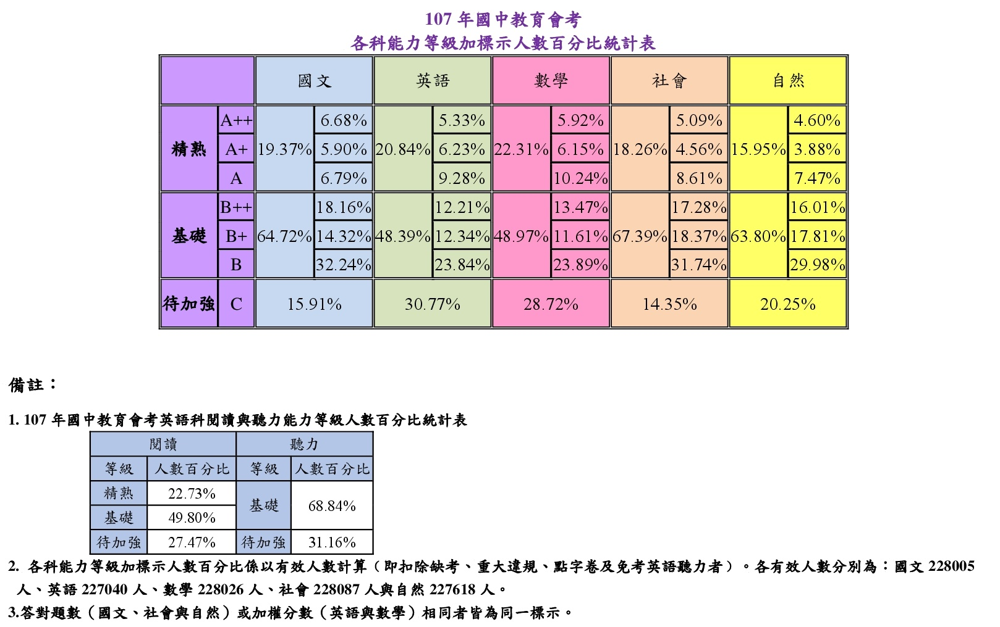 107 年國中教育會考
各科能力等級加標示人數百分比統計表
國文 英語 數學 社會 自然
A++ 6.68% 5.33% 5.92% 5.09% 4.60%
精熟 A+ 19.37% 5.90% 20.84% 6.23% 22.31% 6.15% 18.26% 4.56% 15.95% 3.88%
A 6.79% 9.28% 10.24% 8.61% 7.47%
B++ 18.16% 12.21% 13.47% 17.28% 16.01%
基礎 B+ 64.72% 14.32% 48.39% 12.34% 48.97% 11.61% 67.39% 18.37% 63.80% 17.81%
B 32.24% 23.84% 23.89% 31.74% 29.98%
待加強 C 15.91% 30.77% 28.72% 14.35% 20.25%
備註：
1. 107 年國中教育會考英語科閱讀與聽力能力等級人數百分比統計表
閱讀 聽力
等級 人數百分比 等級 人數百分比
精熟 22.73% 基礎 68.84%
基礎 49.80%
待加強 27.47% 待加強 31.16%
2. 各科能力等級加標示人數百分比係以有效人數計算（即扣除缺考、重大違規、點字卷及免考英語聽力者）。各有效人數分別為：國文 228005
人、英語 227040 人、數學 228026 人、社會 228087 人與自然 227618 人。
3.答對題數（國文、社會與自然）或加權分數（英語與數學）相同者皆為同一標示。